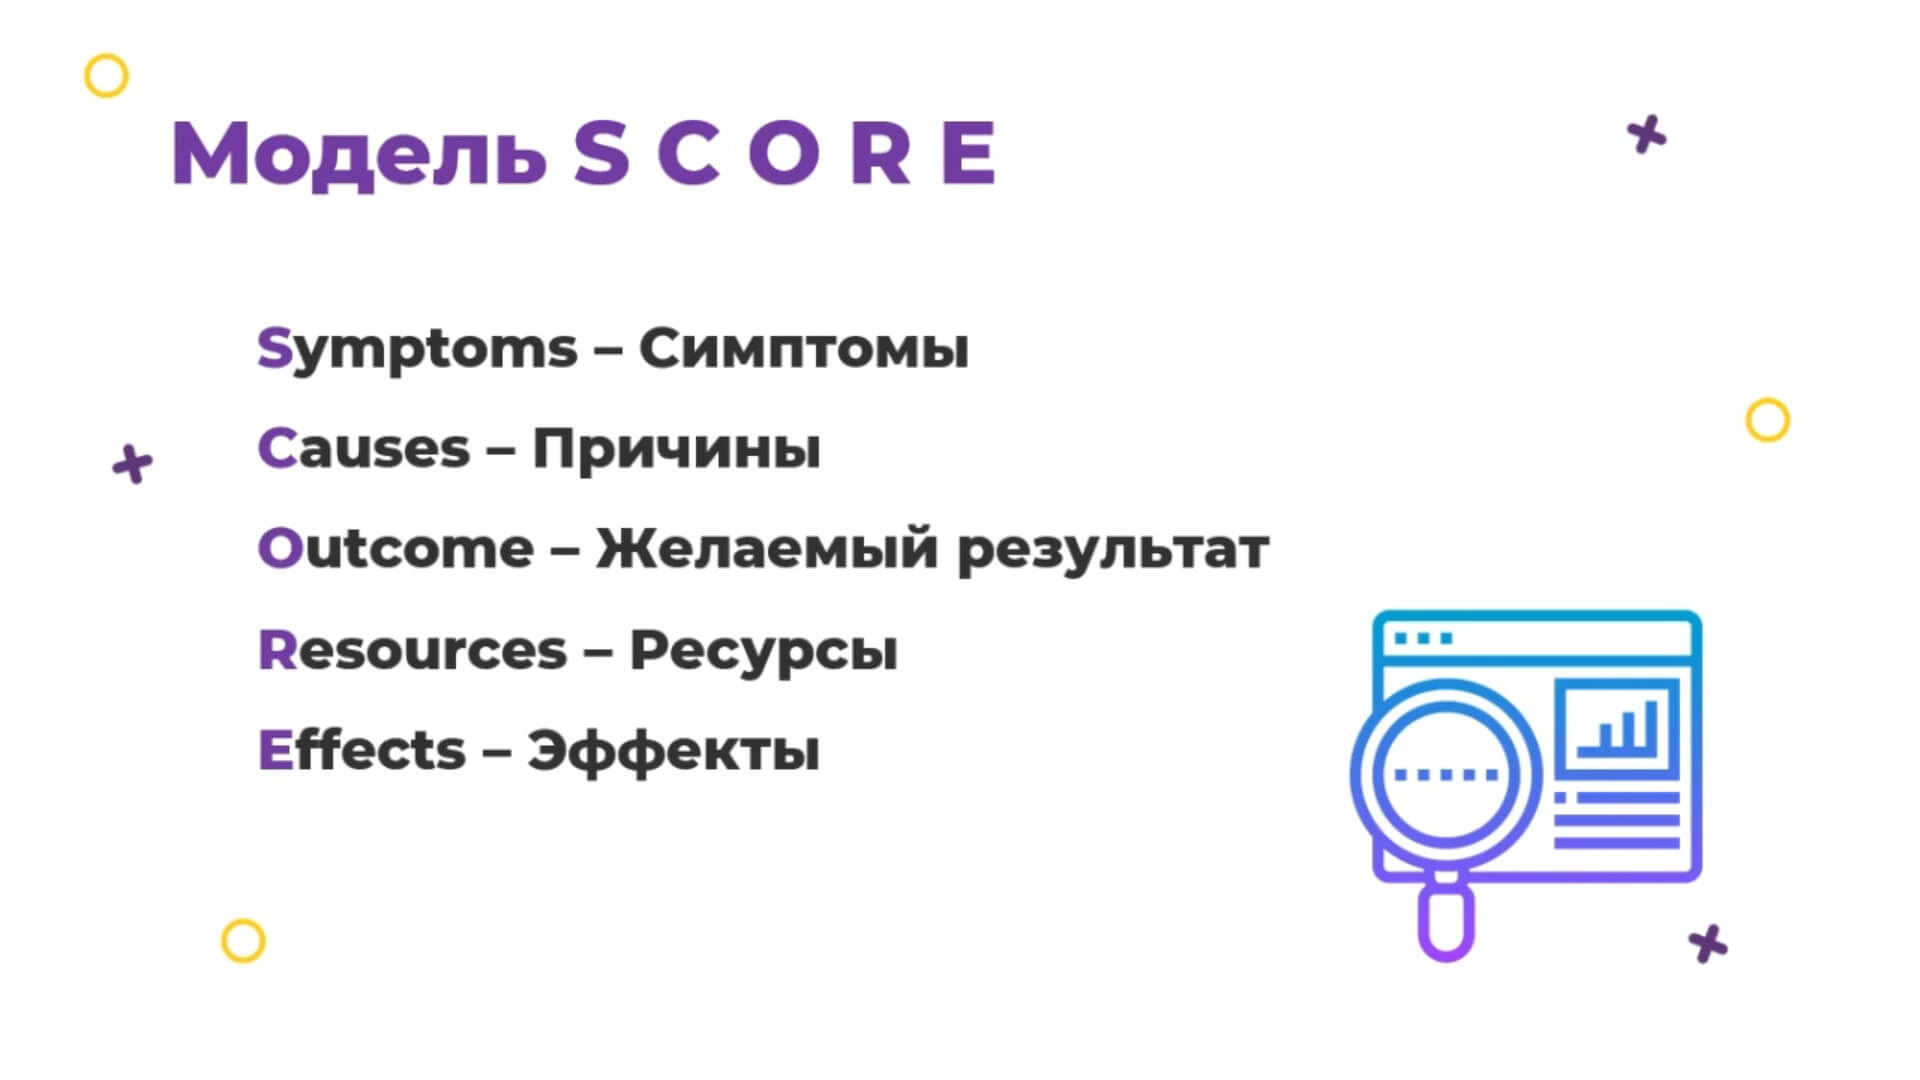 Модель S C O R E
Symptoms – Симптомы
Causes – Причины
Outcome – Желаемый результат
Resources – Ресурсы
Effects – Эффекты